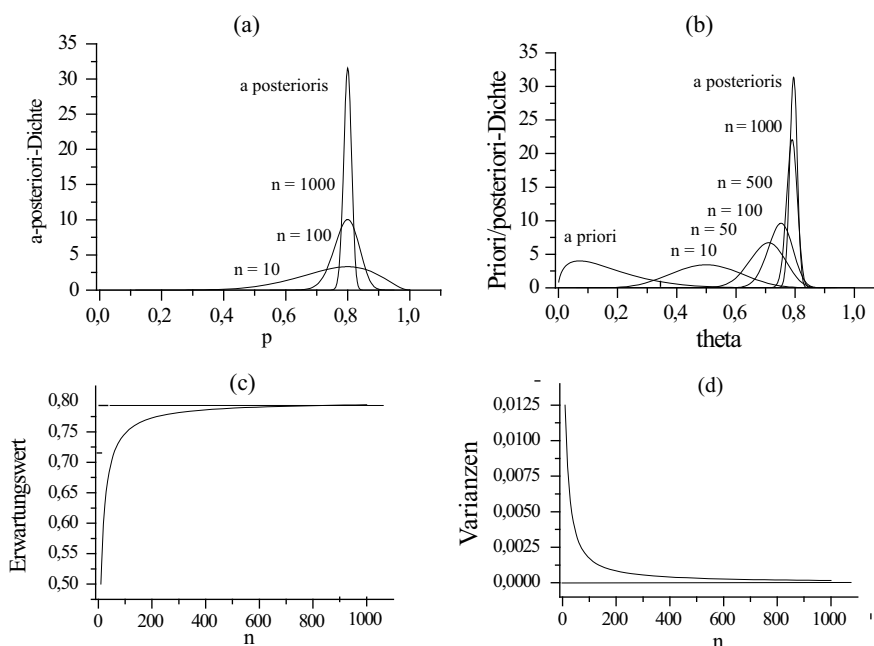 (a)
35
30
25
20
15
10
5
0
a-posteriori-Dichte
a posterioris
n = 1000
n = 100
n = 10
0,0 0,2 0,4 0,6 0,8 1,0
p
(b)
35
30
25
20
15
10
5
0
Priori/posteriori-Dichte
a posterioris
n = 1000
n = 500
n = 100
n = 50
n = 10
a priori
0,0 0,2 0,4 0,6 0,8 1,0
theta
(c)
0,80
0,75
0,70
0,65
0,60
0,55
0,50
Erwartungswert
0 200 400 600 800 1000
n
(d)
0,0125
0,0100
0,0075
0,0050
0,0025
0,0000
Varianzen
0 200 400 600 800 1000
n